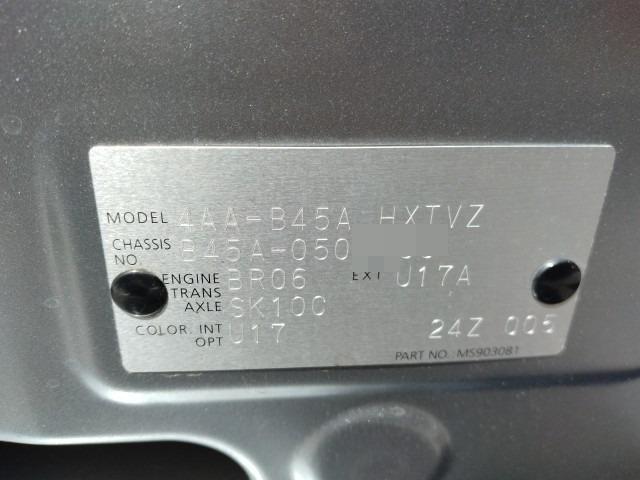 MODEL 4AA-B45A HXTVZ
CHASSIS NO. B45A-050
ENGINE BR06 EXT U17A
TRANS AXLE SK10C
COLOR. INT OPT U17 24Z 005
PART NO.: MS903081